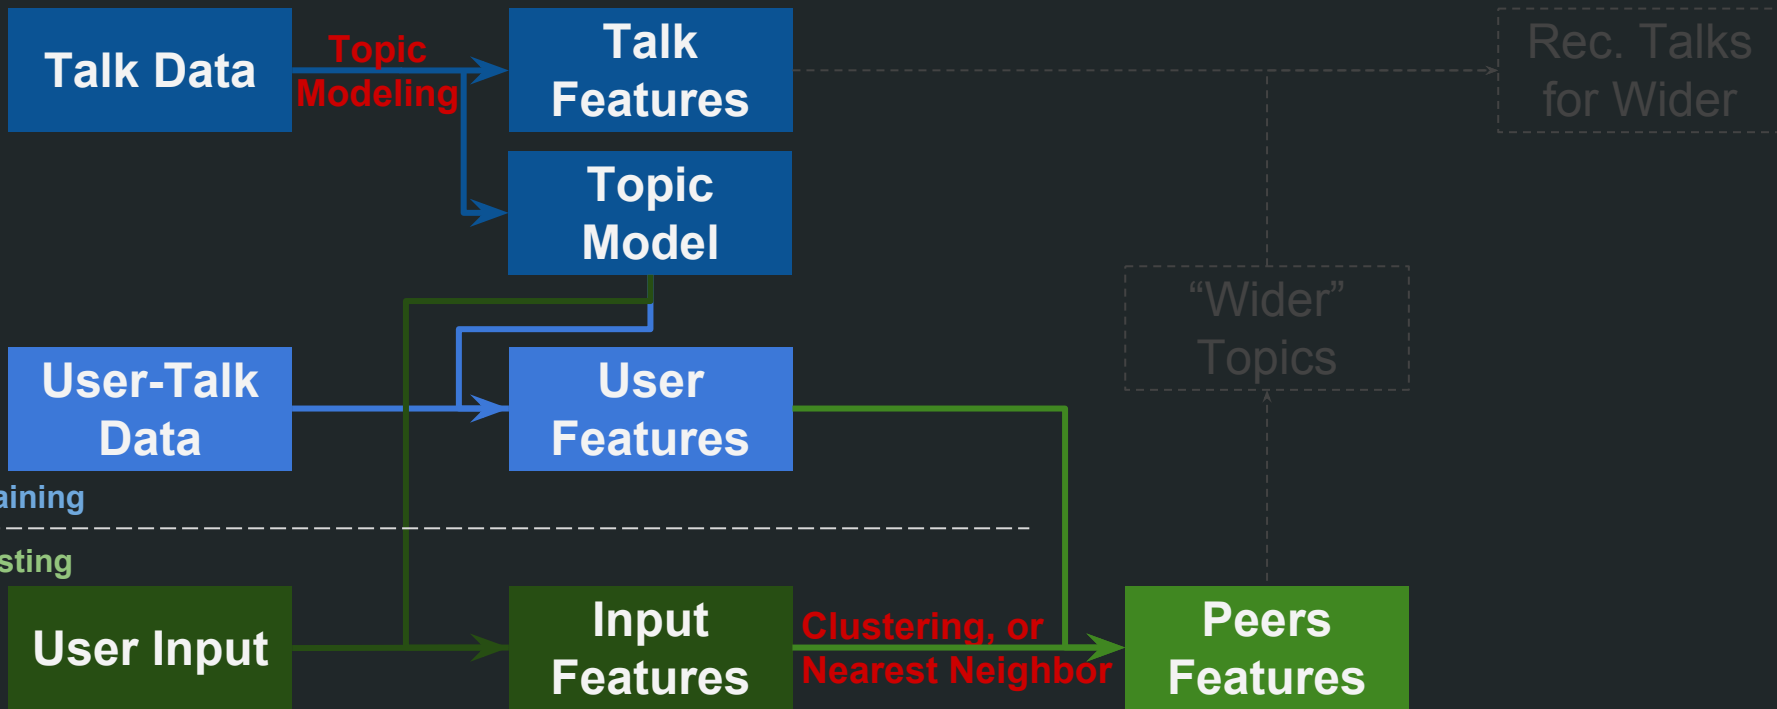 Talk Data
Topic
Modeling
Talk
Features
Rec. Talks
for Wider
Topic
Model
“Wider”
Topics
User-Talk
Data
User
Features
aining
sting
User Input
Input
Features
Clustering, or
Nearest Neighbor
Peers
Features